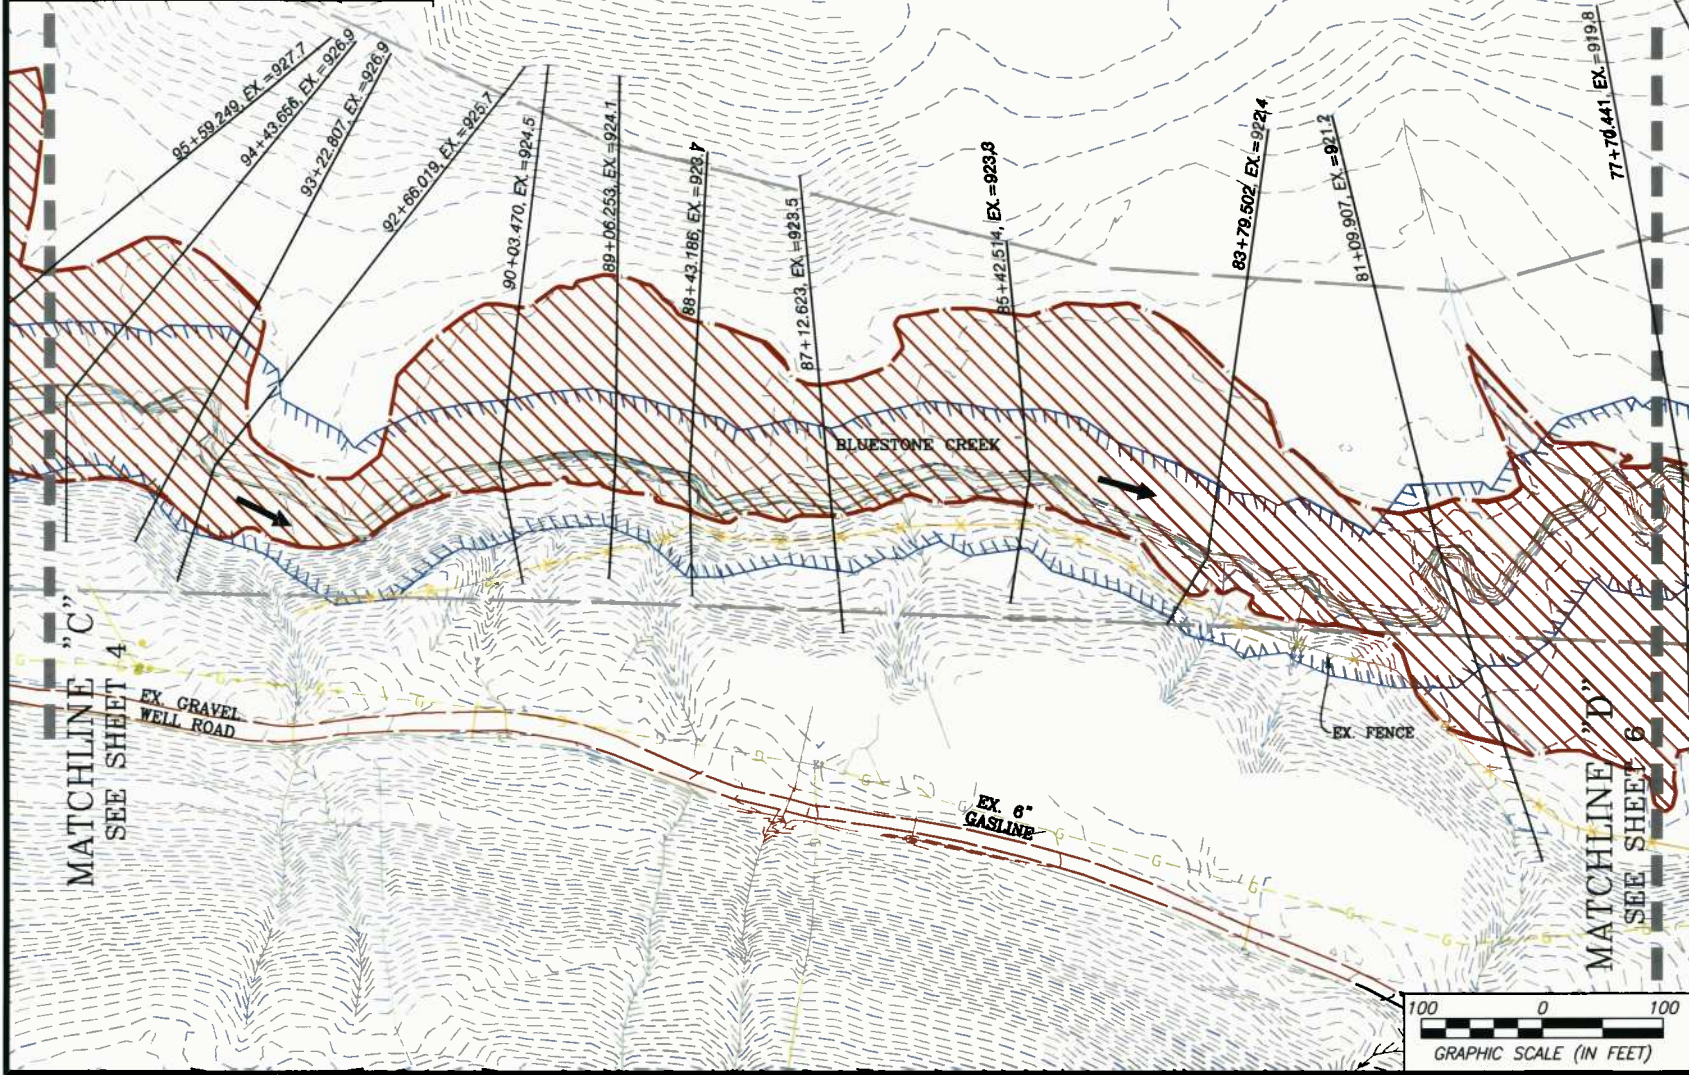 95+59.249, EX.=927.7
94+43.656, EX.=926.9
93+22.807, EX.=926.9
92+66.019, EX.=925.7
90+03.470, EX.=924.5
89+06.253, EX.=924.1
88+43.186, EX.=923.4
87+12.623, EX.=923.5
85+42.514, EX.=923.3
83+79.502, EX.=922.4
81+09.907, EX.=921.2
77+70.441, EX.=919.8
BLUESTONE CREEK
MATCHLINE "C"
SEE SHEET 4
EX. GRAVEL
WELL ROAD
EX. FENCE
EX. 6"
GASLINE
MATCHLINE "D"
SEE SHEET 6
100 0 100
GRAPHIC SCALE (IN FEET)